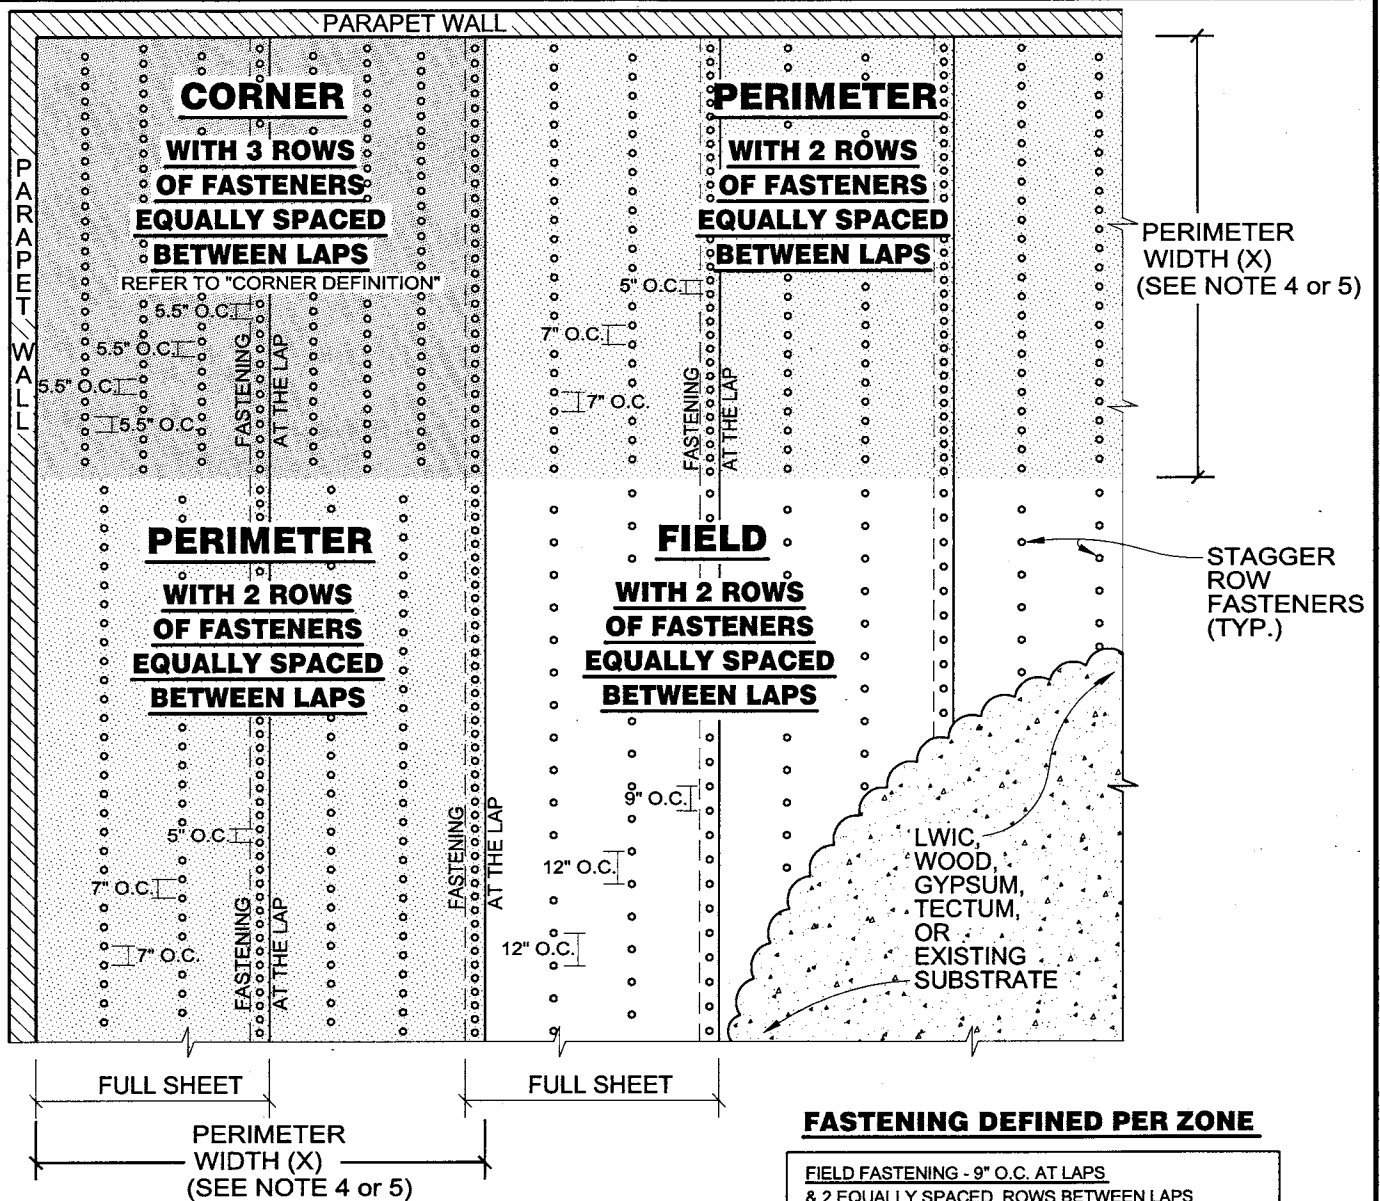 PARAPET WALL
PARAPET WALL
CORNER
WITH 3 ROWS
OF FASTENERS
EQUALLY SPACED
BETWEEN LAPS
REFER TO "CORNER DEFINITION"
5.5" O.C.
5.5" O.C.
5.5" O.C.
5.5" O.C.
FASTENING
AT THE LAP
PERIMETER
WITH 2 ROWS
OF FASTENERS
EQUALLY SPACED
BETWEEN LAPS
5" O.C.
7" O.C.
7" O.C.
FASTENING
AT THE LAP
PERIMETER
WIDTH (X)
(SEE NOTE 4 or 5)
PERIMETER
WITH 2 ROWS
OF FASTENERS
EQUALLY SPACED
BETWEEN LAPS
5" O.C.
7" O.C.
7" O.C.
FASTENING
AT THE LAP
FASTENING
AT THE LAP
FIELD
WITH 2 ROWS
OF FASTENERS
EQUALLY SPACED
BETWEEN LAPS
9" O.C.
12" O.C.
12" O.C.
STAGGER
ROW
FASTENERS
(TYP.)
LWIC,
WOOD,
GYPSUM,
TECTUM,
OR
EXISTING
SUBSTRATE
FULL SHEET
FULL SHEET
PERIMETER
WIDTH (X)
(SEE NOTE 4 or 5)
FASTENING DEFINED PER ZONE
FIELD FASTENING - 9" O.C. AT LAPS
& 2 EQUALLY SPACED ROWS BETWEEN LAPS